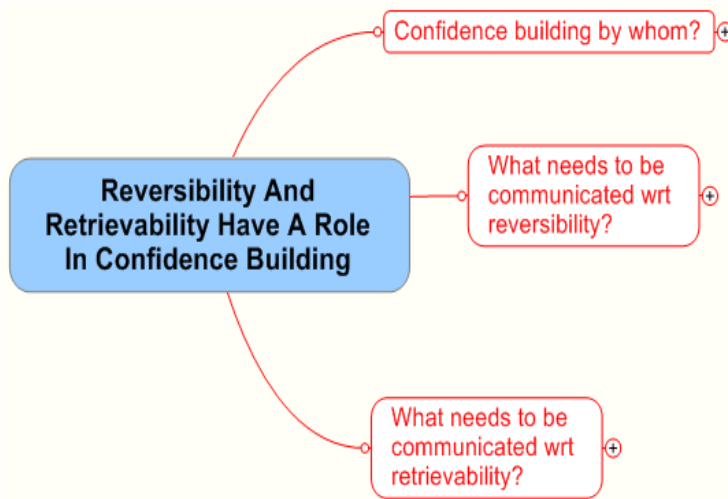 Confidence building by whom?
What needs to be
communicated wrt
reversibility?
Reversibility And
Retrievability Have A Role
In Confidence Building
What needs to be
communicated wrt
retrievability?